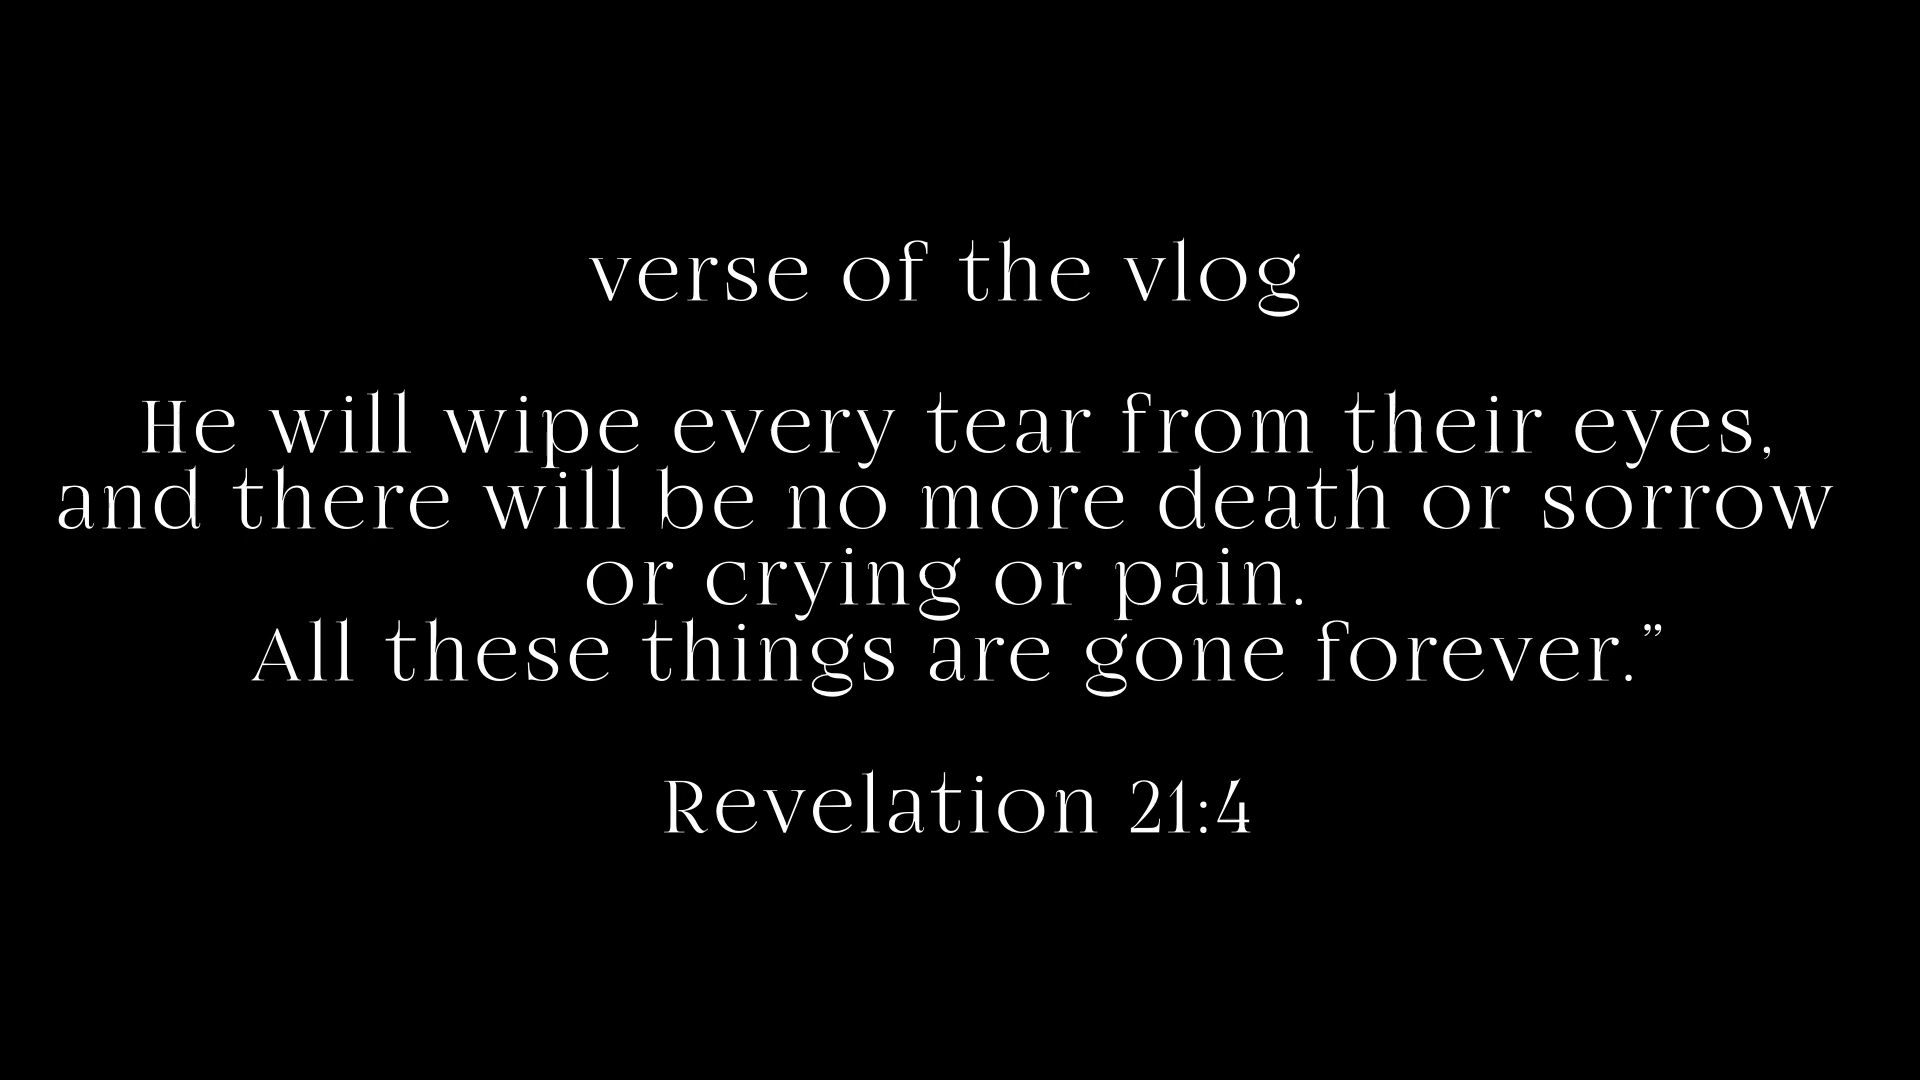 verse of the vlog
He will wipe every tear from their eyes,
and there will be no more death or sorrow
or crying or pain.
All these things are gone forever.”
Revelation 21:4